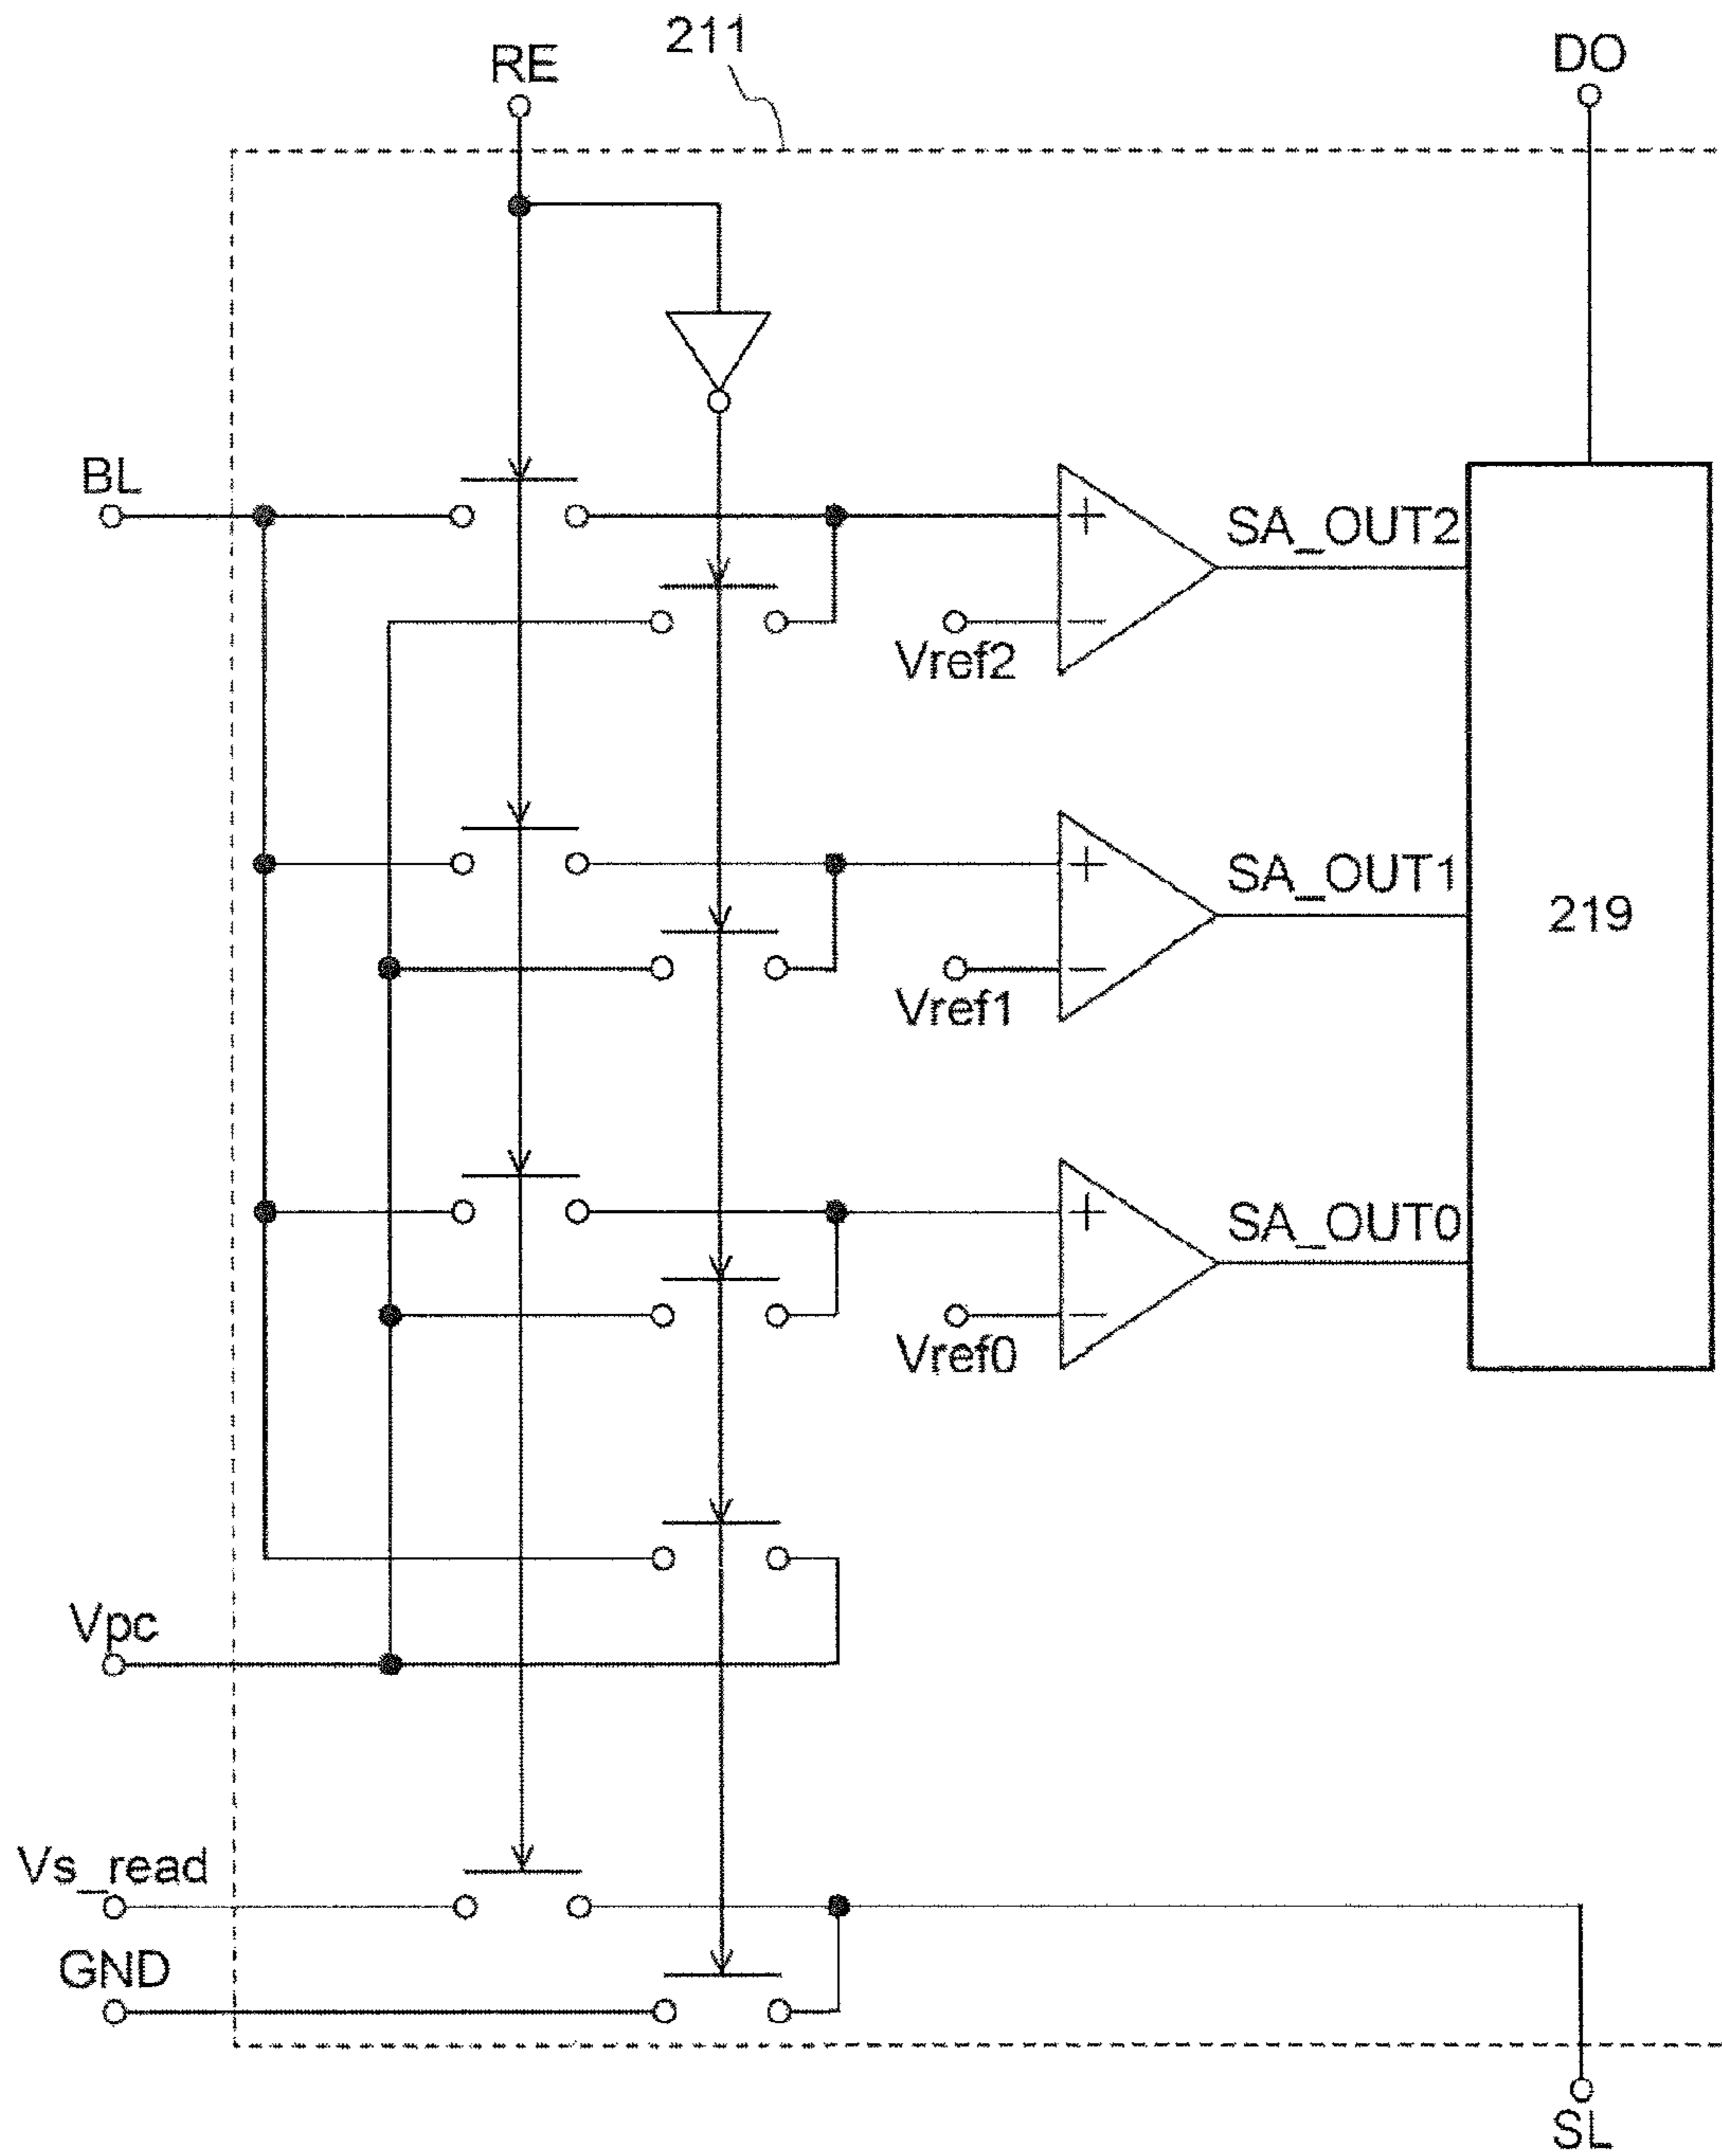 211
RE
DO
BL
SA_OUT2
Vref2
SA_OUT1
219
Vref1
SA_OUT0
Vref0
Vpc
Vs_read
GND
SL